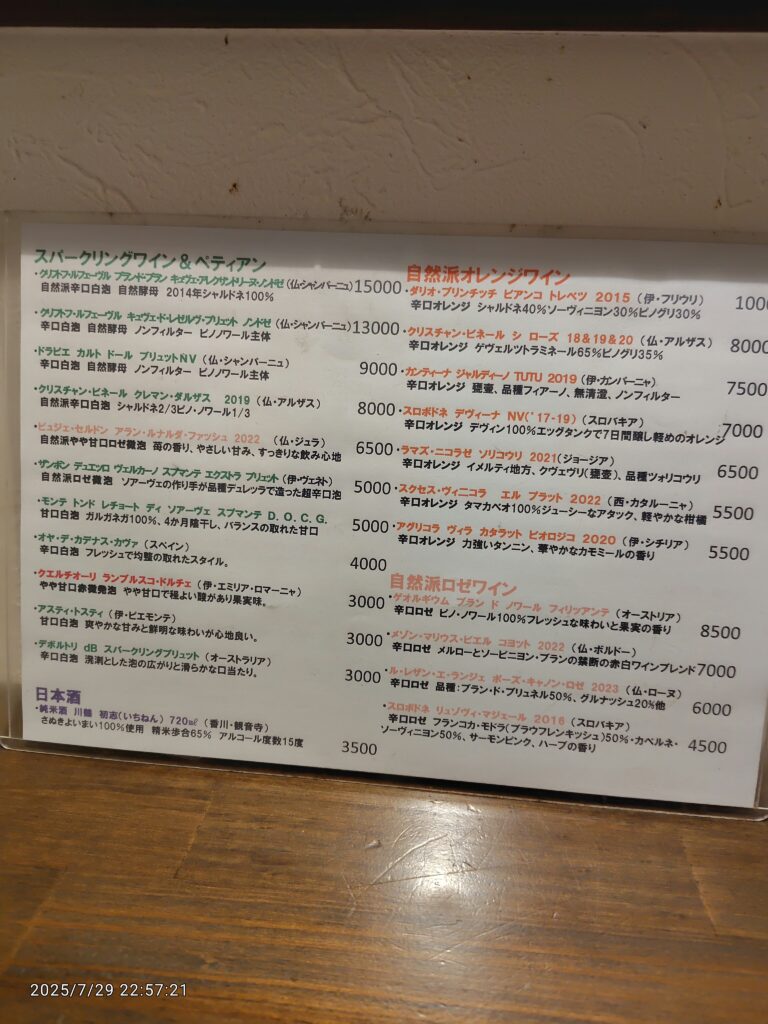 スパークリングワイン＆ペティアン
・クリストフ・ルフェーヴル ブラン・ド・ブラン キュヴェ・アレクサンドリーヌ・ノンドゼ（仏・シャンパーニュ）15000
自然派辛口白泡 自然酵母 2014年シャルドネ100%
・クリストフ・ルフェーヴル キュヴェ・ド・レゼルヴ・ブリュット ノンドゼ（仏・シャンパーニュ）13000
辛口白泡 自然酵母 ノンフィルター ピノノワール主体
・ドラピエ カルト ドール ブリュットNV（仏・シャンパーニュ） 9000
辛口白泡 自然酵母 ノンフィルター ピノノワール主体
・クリスチャン・ビネール クレマン・ダルザス 2019（仏・アルザス） 8000
自然派辛口白泡 シャルドネ2/3ピノ・ノワール1/3
・ビュジェ・セルドン アラン・ルナルダ・ファッシュ 2022 （仏・ジュラ） 6500
自然派やや甘口ロゼ微泡 苺の香り、やさしい甘み、すっきりな飲み心地
・ザンボン デュエッロ ヴェルカーノ スプマンテ エクストラ ブリュット（伊・ヴェネト） 5000
自然派ロゼ微泡 ソアーヴェの作り手が品種デュレッラで造った超辛口泡
・モンテ トンド レチョート ディ ソアーヴェ スプマンテ D．O．C．G． 5000
甘口白泡 ガルガネガ100%、4か月陰干し、バランスの取れた甘口
・オヤ・デ・カデナス・カヴァ（スペイン） 4000
辛口白泡 フレッシュで均整の取れたスタイル。
・クエルチオーリ ランブルスコ・ドルチェ（伊・エミリア・ロマーニャ） 3000
やや甘口赤微発泡 やや甘口で程よい酸があり果実味。
・アスティ・トスティ（伊・ピエモンテ） 3000
甘口白泡 爽やかな甘みと鮮明な味わいが心地良い。
・デボルトリ dB スパークリングブリュット（オーストラリア） 3000
辛口白泡 溌溂とした泡の広がりと滑らかな口当たり。
日本酒
・純米酒 川鶴 初志（いちねん）720㎖（香川・観音寺） 3500
さぬきよいまい100%使用 精米歩合65% アルコール度数15度
自然派オレンジワイン
・ダリオ・プリンチッチ ビアンコ トレベツ 2015（伊・フリウリ） 1000
辛口オレンジ シャルドネ40%ソーヴィニヨン30%ピノグリ30%
・クリスチャン・ビネール シ ローズ 18＆19＆20（仏・アルザス） 8000
辛口オレンジ ゲヴェルツトラミネール65%ピノグリ35%
・カンティーナ ジャルディーノ TUTU 2019（伊・カンパーニャ） 7500
辛口オレンジ 甕壷、品種フィアーノ、無清澄、ノンフィルター
・スロボドネ デヴィーナ NV('17-19)（スロバキア） 7000
辛口オレンジ デヴィン100%エッグタンクで7日間醸し軽めのオレンジ
・ラマズ・ニコラゼ ソリコウリ 2021（ジョージア） 6500
辛口オレンジ イメルティ地方、クヴェヴリ（甕壷）、品種ツォリコウリ
・スクセス・ヴィニコラ エル プラット 2022（西・カタルーニャ） 5500
辛口オレンジ タマカベオ100%ジューシーなアタック、軽やかな柑橘
・アグリコラ ヴィラ カタラット ビオロジコ 2020（伊・シチリア） 5500
辛口オレンジ 力強いタンニン、華やかなカモミールの香り
自然派ロゼワイン
・ゲオルギウム ブラン ド ノワール フィリッアンテ（オーストリア） 8500
辛口ロゼ ピノ・ノワール100%フレッシュな味わいと果実の香り
・メゾン・マリウス・ビエル コヨット 2022（仏・ボルドー） 7000
辛口ロゼ メルローとソービニヨン・ブランの禁断の赤白ワインブレンド
・ル・レザン・エ・ランジェ ボーズ・キャノン・ロゼ 2023（仏・ローヌ） 6000
辛口ロゼ 品種：ブラン・ド・プリュネル50%、グルナッシュ20%他
・スロボドネ リュゾヴィ・マジェール 2016（スロバキア） 4500
辛口ロゼ フランコカ・モドラ（ブラウフレンキッシュ）50%・カベルネ・
ソーヴィニヨン50%、サーモンピンク、ハーブの香り
2025/7/29 22:57:21